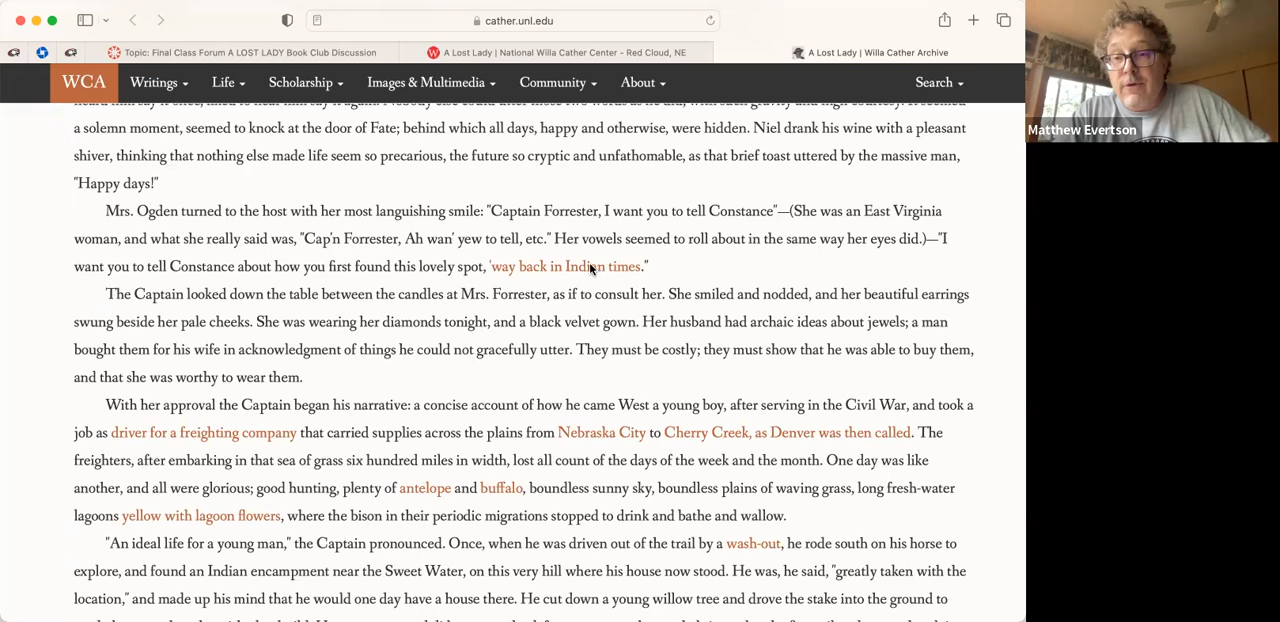 cather.unl.edu
Topic: Final Class Forum A LOST LADY Book Club Discussion
A Lost Lady | National Willa Cather Center - Red Cloud, NE
A Lost Lady | Willa Cather Archive
WCA Writings Life Scholarship Images & Multimedia Community About Search
Matthew Evertson
a solemn moment, seemed to knock at the door of Fate; behind which all days, happy and otherwise, were hidden. Niel drank his wine with a pleasant
shiver, thinking that nothing else made life seem so precarious, the future so cryptic and unfathomable, as that brief toast uttered by the massive man,
"Happy days!"
Mrs. Ogden turned to the host with her most languishing smile: "Captain Forrester, I want you to tell Constance"—(She was an East Virginia
woman, and what she really said was, "Cap'n Forrester, Ah wan' yew to tell, etc." Her vowels seemed to roll about in the same way her eyes did.)—"I
want you to tell Constance about how you first found this lovely spot, 'way back in Indian times."
The Captain looked down the table between the candles at Mrs. Forrester, as if to consult her. She smiled and nodded, and her beautiful earrings
swung beside her pale cheeks. She was wearing her diamonds tonight, and a black velvet gown. Her husband had archaic ideas about jewels; a man
bought them for his wife in acknowledgment of things he could not gracefully utter. They must be costly; they must show that he was able to buy them,
and that she was worthy to wear them.
With her approval the Captain began his narrative: a concise account of how he came West a young boy, after serving in the Civil War, and took a
job as driver for a freighting company that carried supplies across the plains from Nebraska City to Cherry Creek, as Denver was then called. The
freighters, after embarking in that sea of grass six hundred miles in width, lost all count of the days of the week and the month. One day was like
another, and all were glorious; good hunting, plenty of antelope and buffalo, boundless sunny sky, boundless plains of waving grass, long fresh-water
lagoons yellow with lagoon flowers, where the bison in their periodic migrations stopped to drink and bathe and wallow.
"An ideal life for a young man," the Captain pronounced. Once, when he was driven out of the trail by a wash-out, he rode south on his horse to
explore, and found an Indian encampment near the Sweet Water, on this very hill where his house now stood. He was, he said, "greatly taken with the
location," and made up his mind that he would one day have a house there. He cut down a young willow tree and drove the stake into the ground to